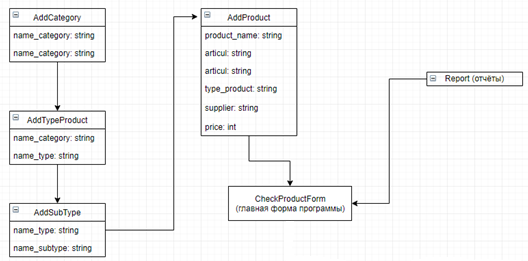 AddCategory
name_category: string
name_category: string
AddTypeProduct
name_category: string
name_type: string
AddSubType
name_type: string
name_subtype: string
AddProduct
product_name: string
articul: string
articul: string
type_product: string
supplier: string
price: int
CheckProductForm
(главная форма программы)
Report (отчёты)